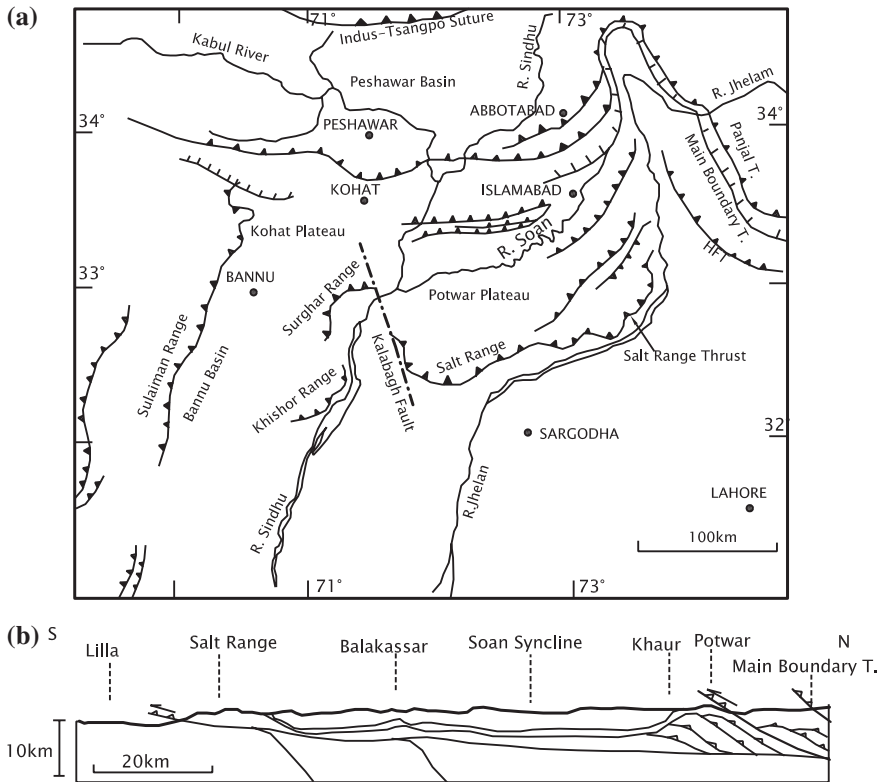 (a)
71°
73°
Indus-Tsangpo Suture
Kabul River
R. Sindhu
Peshawar Basin
R. Jhelam
ABBOTABAD
34°
34°
PESHAWAR
Panjal T.
Main Boundary T.
KOHAT
ISLAMABAD
Kohat Plateau
R. Soan
HFT
33°
BANNU
Surghar Range
Potwar Plateau
Sulaiman Range
Bannu Basin
Kalabagh Fault
Salt Range
Salt Range Thrust
Khishor Range
32°
SARGODHA
R.Jhelan
LAHORE
R. Sindhu
100km
71°
73°
(b)
S
N
Lilla
Salt Range
Balakassar
Soan Syncline
Khaur
Potwar
Main Boundary T.
10km
20km